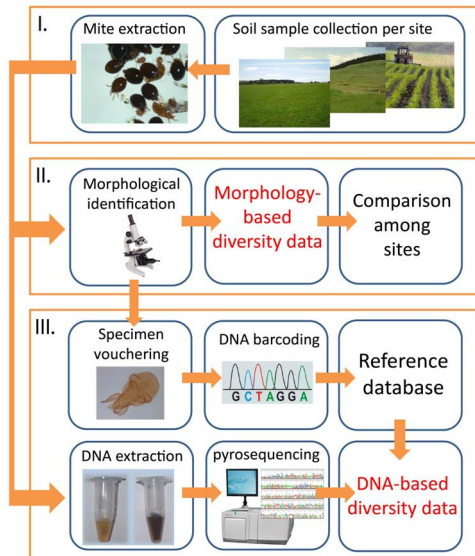 I.
Mite extraction
Soil sample collection per site
II.
Morphological
identification
Morphology-
based
diversity data
Comparison
among
sites
III.
Specimen
vouchering
DNA barcoding
G C T A G G A
Reference
database
DNA extraction
pyrosequencing
DNA-based
diversity data